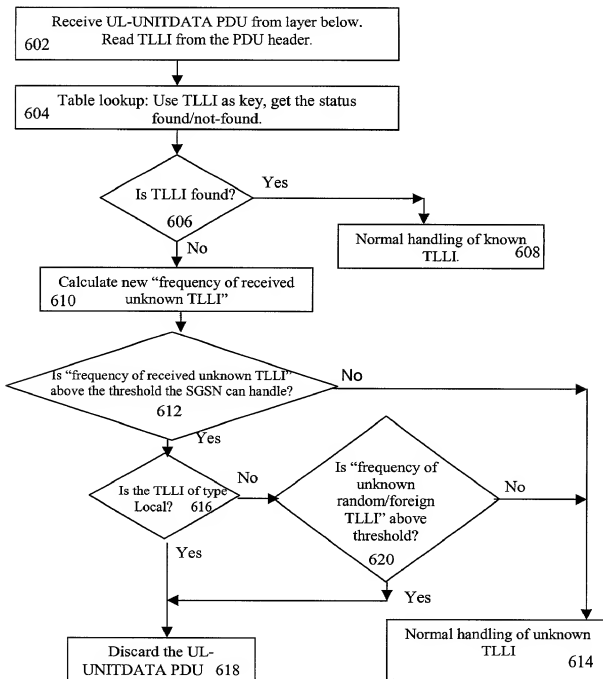 Receive UL-UNITDATA PDU from layer below.
602 Read TLLI from the PDU header.
Table lookup: Use TLLI as key, get the status
604 found/not-found.
Is TLLI found?
606
Yes
No
Normal handling of known
TLLI. 608
Calculate new “frequency of received
610 unknown TLLI”
Is “frequency of received unknown TLLI”
above the threshold the SGSN can handle?
612
No
Yes
Is the TLLI of type
Local? 616
No
Yes
Is “frequency of
unknown
random/foreign
TLLI” above
threshold?
620
No
Yes
Discard the UL-
UNITDATA PDU 618
Normal handling of unknown
TLLI 614